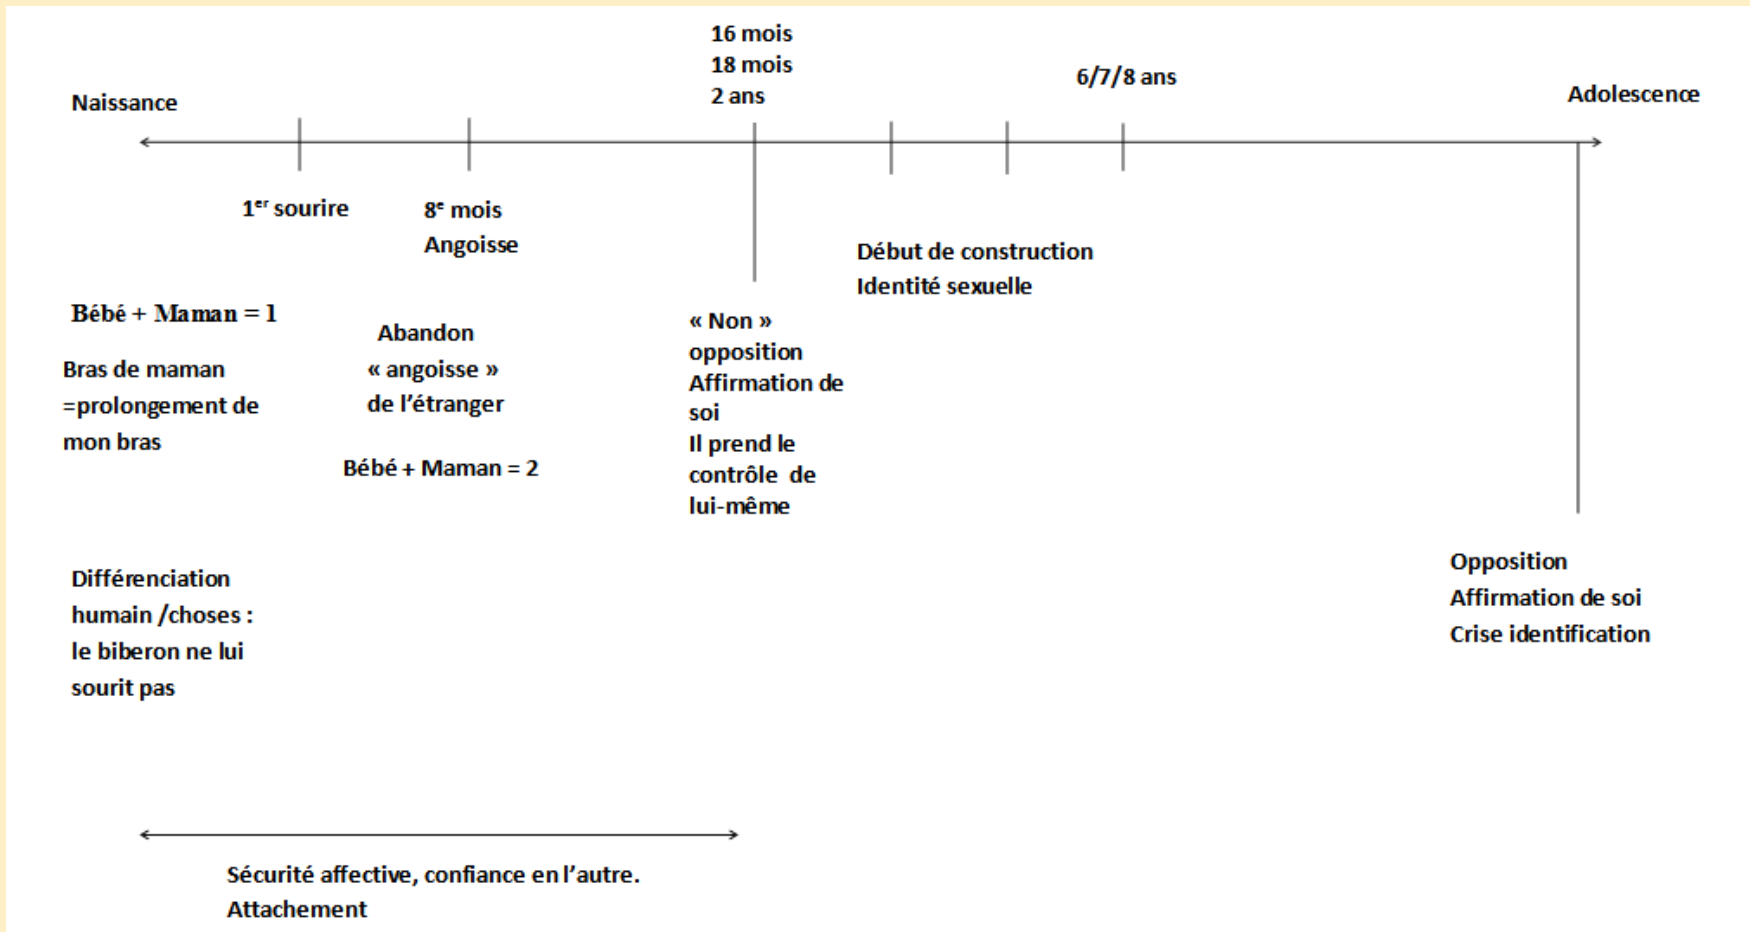 Naissance
16 mois
18 mois
2 ans
6/7/8 ans
Adolescence
1er sourire
8e mois
Angoisse
Début de construction
Identité sexuelle
Bébé + Maman = 1
Bras de maman
=prolongement de
mon bras
Abandon
« angoisse »
de l’étranger
Bébé + Maman = 2
« Non »
opposition
Affirmation de
soi
Il prend le
contrôle de
lui-même
Différenciation
humain /choses :
le biberon ne lui
sourit pas
Opposition
Affirmation de soi
Crise identification
Sécurité affective, confiance en l’autre.
Attachement